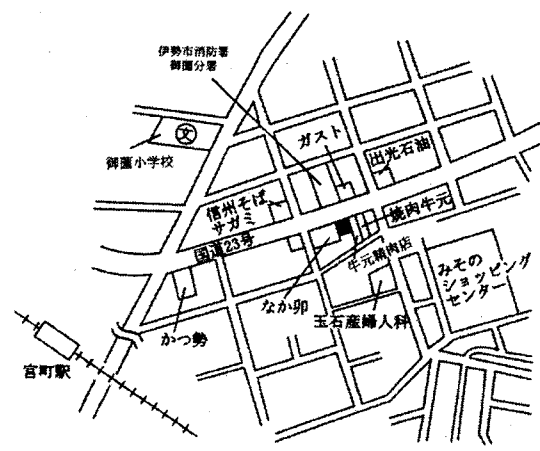 伊勢市消防署
御薗分署
文
御薗小学校
ガスト
出光石油
信州そば
サガミ
国道23号
焼肉牛元
牛元精肉店
みその
ショッピング
センター
なか卯
玉石産婦人科
かつ勢
宮町駅